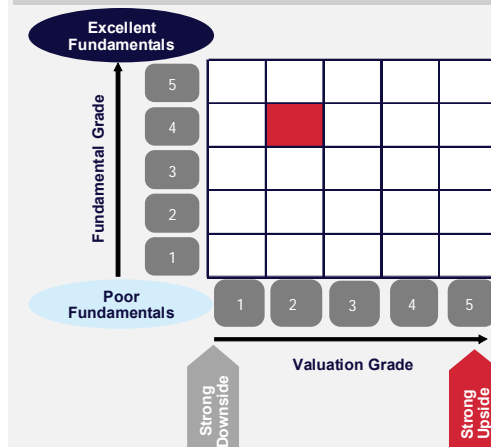 Excellent
Fundamentals
Fundamental Grade
5
4
3
2
1
Poor
Fundamentals
1
2
3
4
5
Valuation Grade
Strong
Downside
Strong
Upside